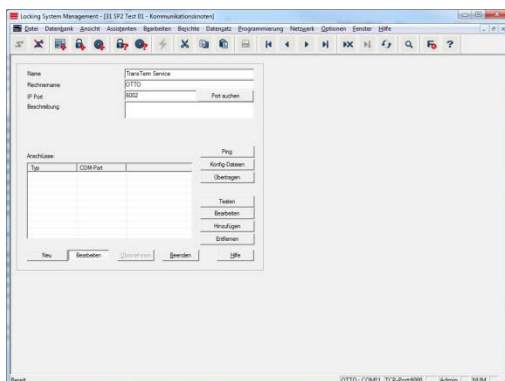 Locking System Management - [31 SP2 Test 01 - Kommunikationsknoten]
Datei Datenbank Ansicht Assistenten Bearbeiten Berichte Datensatz Programmierung Netzwerk Optionen Fenster Hilfe
Name TransTerm Service
Rechnername OTTO
IP Port 6002 Port suchen
Beschreibung
Anschlüsse:
Typ COM-Port
Ping
Konfig-Dateien
Übertragen
Testen
Bearbeiten
Hinzufügen
Entfernen
Neu Bearbeiten Übernehmen Beenden Hilfe
Bereit OTTO : COM11, TCP-Port:6000 Admin NUM